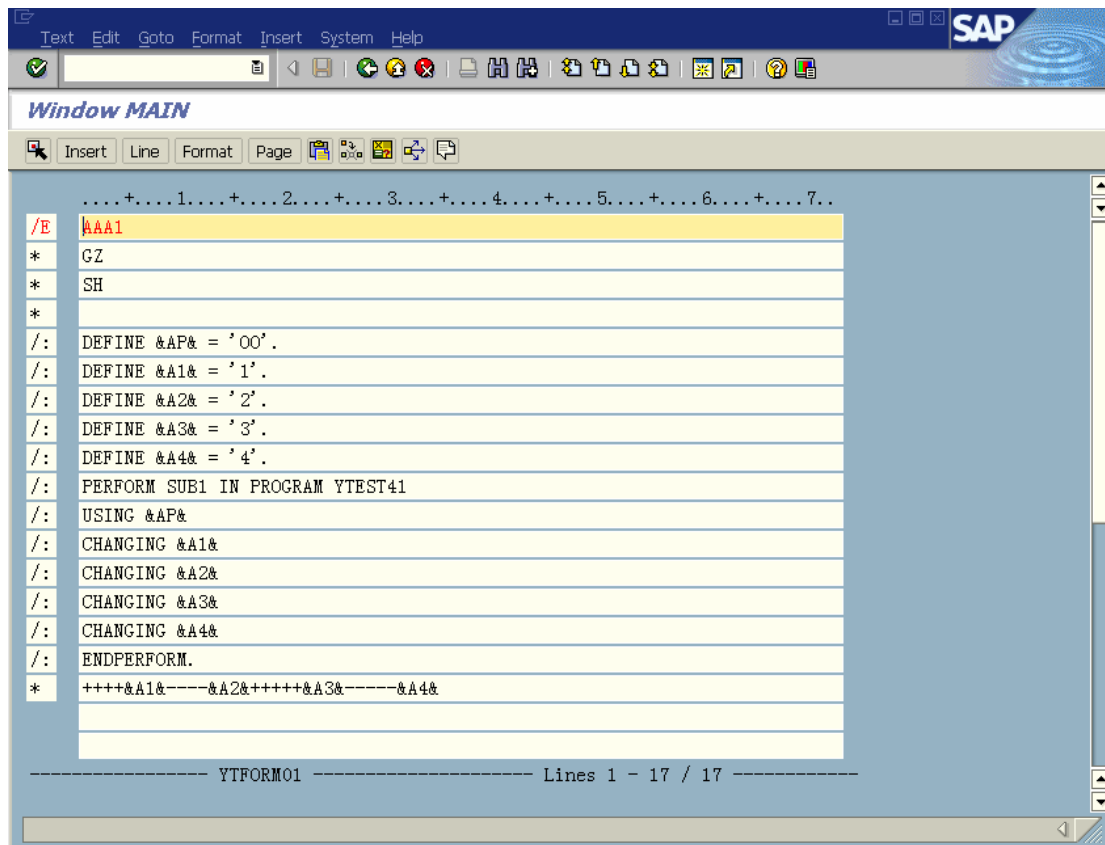 Text Edit Goto Format Insert System Help
SAP
Window MAIN
Insert Line Format Page
....+....1....+....2....+....3....+....4....+....5....+....6....+....7..
/E AAA1
* GZ
* SH
*
/: DEFINE &AP& = '00'.
/: DEFINE &A1& = '1'.
/: DEFINE &A2& = '2'.
/: DEFINE &A3& = '3'.
/: DEFINE &A4& = '4'.
/: PERFORM SUB1 IN PROGRAM YTEST41
/: USING &AP&
/: CHANGING &A1&
/: CHANGING &A2&
/: CHANGING &A3&
/: CHANGING &A4&
/: ENDPERFORM.
* ++++&A1&----&A2&+++++&A3&-----&A4&
----------------- YTFORM01 --------------------- Lines 1 - 17 / 17 ------------